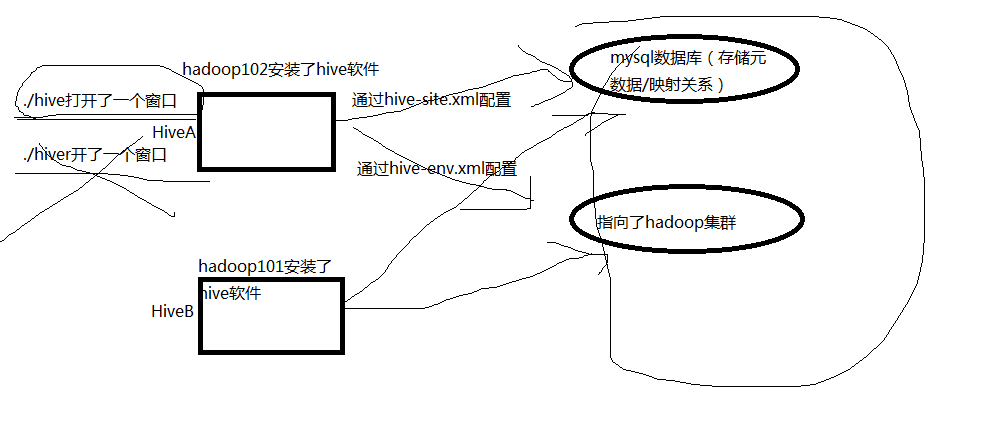 hadoop102安装了hive软件
./hive打开了一个窗口
HiveA
./hiver开了一个窗口
通过hive-site.xml配置
通过hive-env.xml配置
mysql数据库（存储元
数据/映射关系）
指向了hadoop集群
hadoop101安装了
hive软件
HiveB